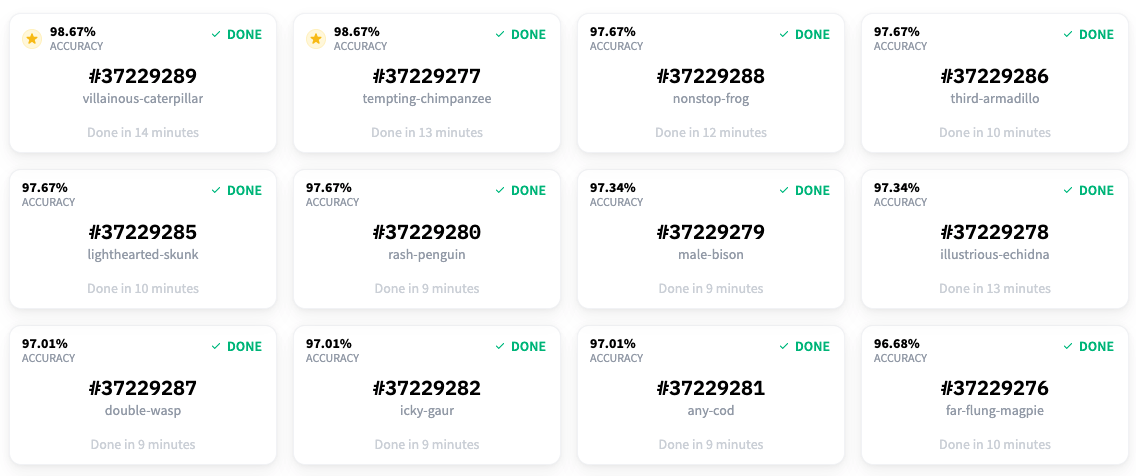 98.67%
ACCURACY
DONE
#37229289
villainous-caterpillar
Done in 14 minutes
98.67%
ACCURACY
DONE
#37229277
tempting-chimpanzee
Done in 13 minutes
97.67%
ACCURACY
DONE
#37229288
nonstop-frog
Done in 12 minutes
97.67%
ACCURACY
DONE
#37229286
third-armadillo
Done in 10 minutes
97.67%
ACCURACY
DONE
#37229285
lighthearted-skunk
Done in 10 minutes
97.67%
ACCURACY
DONE
#37229280
rash-penguin
Done in 9 minutes
97.34%
ACCURACY
DONE
#37229279
male-bison
Done in 9 minutes
97.34%
ACCURACY
DONE
#37229278
illustrious-echidna
Done in 13 minutes
97.01%
ACCURACY
DONE
#37229287
double-wasp
Done in 9 minutes
97.01%
ACCURACY
DONE
#37229282
icky-gaur
Done in 9 minutes
97.01%
ACCURACY
DONE
#37229281
any-cod
Done in 9 minutes
96.68%
ACCURACY
DONE
#37229276
far-flung-magpie
Done in 10 minutes